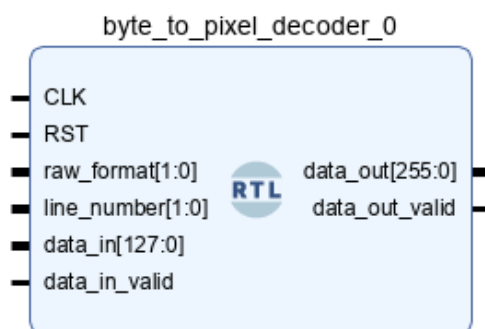 byte_to_pixel_decoder_0
CLK
RST
raw_format[1:0]
line_number[1:0]
data_in[127:0]
data_in_valid
RTL
data_out[255:0]
data_out_valid